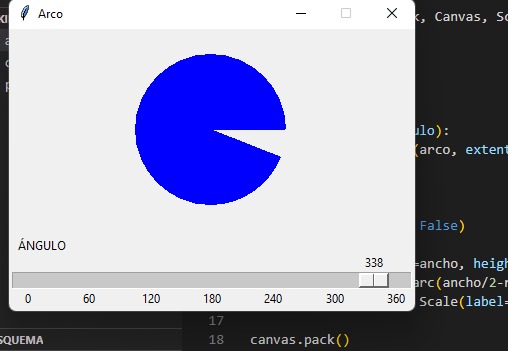 Arco
k, Canvas, Sc
ulo):
(arco, extent
False)
=ancho, heigh
arc(ancho/2-r
Scale(label=
ÁNGULO
338
0 60 120 180 240 300 360
17
18 canvas.pack()
SQUEMA